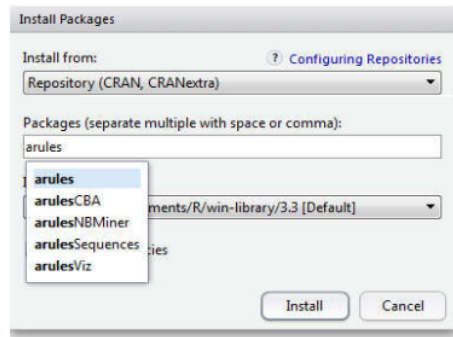 Install Packages
Install from:
? Configuring Repositories
Repository (CRAN, CRANextra)
Packages (separate multiple with space or comma):
arules
arules
arulesCBA
arulesNBMiner
arulesSequences
arulesViz
ments/R/win-library/3.3 [Default]
cies
Install Cancel